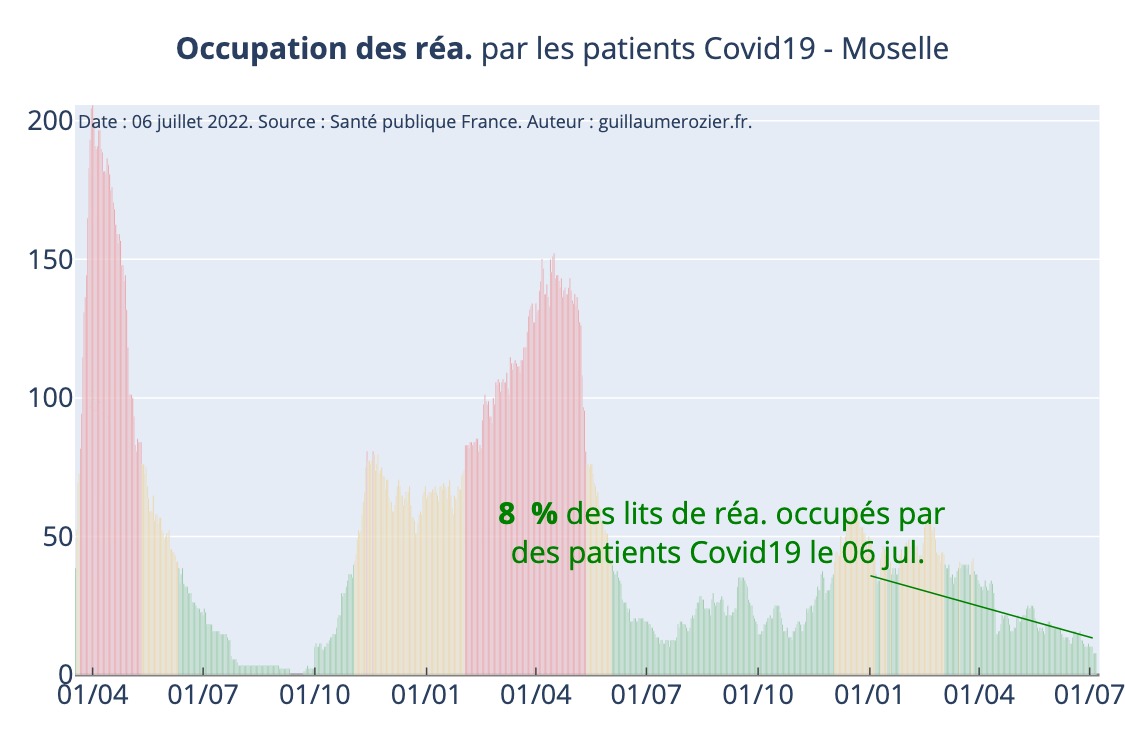 Occupation des réa. par les patients Covid19 - Moselle
200
Date : 06 juillet 2022. Source : Santé publique France. Auteur : guillaumerozier.fr.
150
100
8 % des lits de réa. occupés par
des patients Covid19 le 06 jul.
50
0
01/04 01/07 01/10 01/01 01/04 01/07 01/10 01/01 01/04 01/07